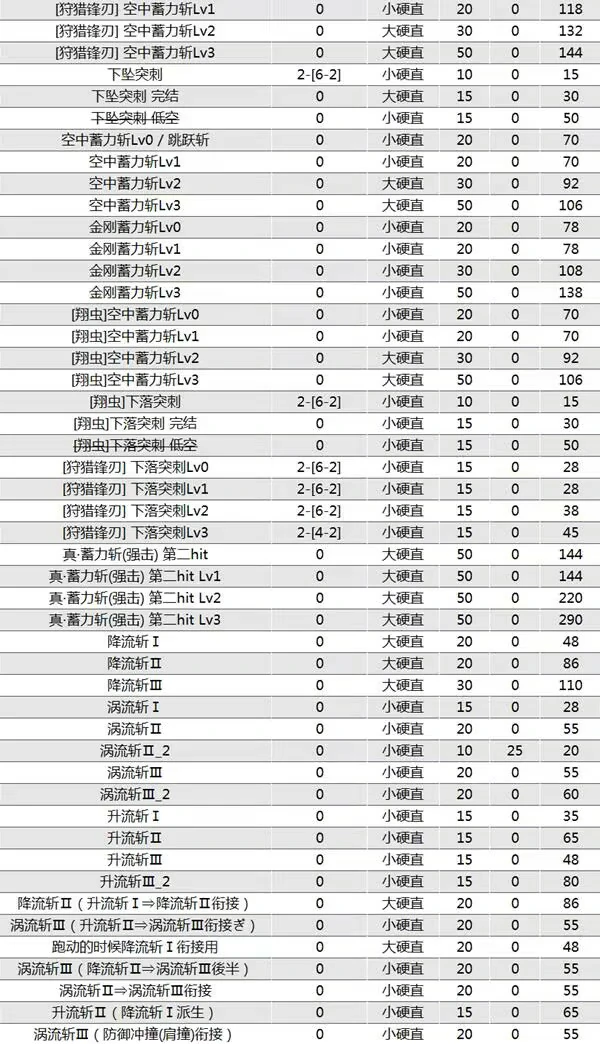 [狩猎锋刃] 空中蓄力斩Lv1 0 小硬直 20 0 118
[狩猎锋刃] 空中蓄力斩Lv2 0 大硬直 30 0 132
[狩猎锋刃] 空中蓄力斩Lv3 0 大硬直 50 0 144
下坠突刺 2-[6-2] 小硬直 10 0 15
下坠突刺 完结 0 大硬直 15 0 30
下坠突刺 低空 0 小硬直 15 0 50
空中蓄力斩Lv0 / 跳跃斩 0 小硬直 20 0 70
空中蓄力斩Lv1 0 小硬直 20 0 70
空中蓄力斩Lv2 0 大硬直 30 0 92
空中蓄力斩Lv3 0 大硬直 50 0 106
金刚蓄力斩Lv0 0 小硬直 20 0 78
金刚蓄力斩Lv1 0 小硬直 20 0 78
金刚蓄力斩Lv2 0 小硬直 30 0 108
金刚蓄力斩Lv3 0 小硬直 50 0 138
[翔虫]空中蓄力斩Lv0 0 小硬直 20 0 70
[翔虫]空中蓄力斩Lv1 0 小硬直 20 0 70
[翔虫]空中蓄力斩Lv2 0 大硬直 30 0 92
[翔虫]空中蓄力斩Lv3 0 大硬直 50 0 106
[翔虫]下落突刺 2-[6-2] 小硬直 10 0 15
[翔虫]下落突刺 完结 0 小硬直 15 0 30
[翔虫]下落突刺 低空 0 小硬直 15 0 50
[狩猎锋刃] 下落突刺Lv0 2-[6-2] 小硬直 15 0 28
[狩猎锋刃] 下落突刺Lv1 2-[6-2] 小硬直 15 0 28
[狩猎锋刃] 下落突刺Lv2 2-[6-2] 小硬直 15 0 38
[狩猎锋刃] 下落突刺Lv3 2-[4-2] 小硬直 15 0 45
真·蓄力斩(强击) 第二hit 0 大硬直 50 0 144
真·蓄力斩(强击) 第二hit Lv1 0 大硬直 50 0 144
真·蓄力斩(强击) 第二hit Lv2 0 大硬直 50 0 220
真·蓄力斩(强击) 第二hit Lv3 0 大硬直 50 0 290
降流斩Ⅰ 0 大硬直 20 0 48
降流斩Ⅱ 0 大硬直 20 0 86
降流斩Ⅲ 0 大硬直 30 0 110
涡流斩Ⅰ 0 小硬直 15 0 28
涡流斩Ⅱ 0 小硬直 20 0 55
涡流斩Ⅱ_2 0 小硬直 10 25 20
涡流斩Ⅲ 0 小硬直 20 0 55
涡流斩Ⅲ_2 0 小硬直 20 0 60
升流斩Ⅰ 0 小硬直 15 0 35
升流斩Ⅱ 0 小硬直 15 0 65
升流斩Ⅲ 0 小硬直 15 0 48
升流斩Ⅲ_2 0 小硬直 15 0 80
降流斩Ⅱ（升流斩Ⅰ⇒降流斩Ⅱ衔接） 0 大硬直 20 0 86
涡流斩Ⅲ（升流斩Ⅱ⇒涡流斩Ⅲ衔接ぎ） 0 小硬直 20 0 55
跑动的时候降流斩Ⅰ衔接用 0 大硬直 20 0 48
涡流斩Ⅲ（降流斩Ⅱ⇒涡流斩Ⅲ後半） 0 小硬直 20 0 55
涡流斩Ⅱ⇒涡流斩Ⅲ衔接 0 小硬直 20 0 55
升流斩Ⅱ（降流斩Ⅰ派生） 0 小硬直 15 0 65
涡流斩Ⅲ（防御冲撞(肩撞)衔接） 0 小硬直 20 0 55